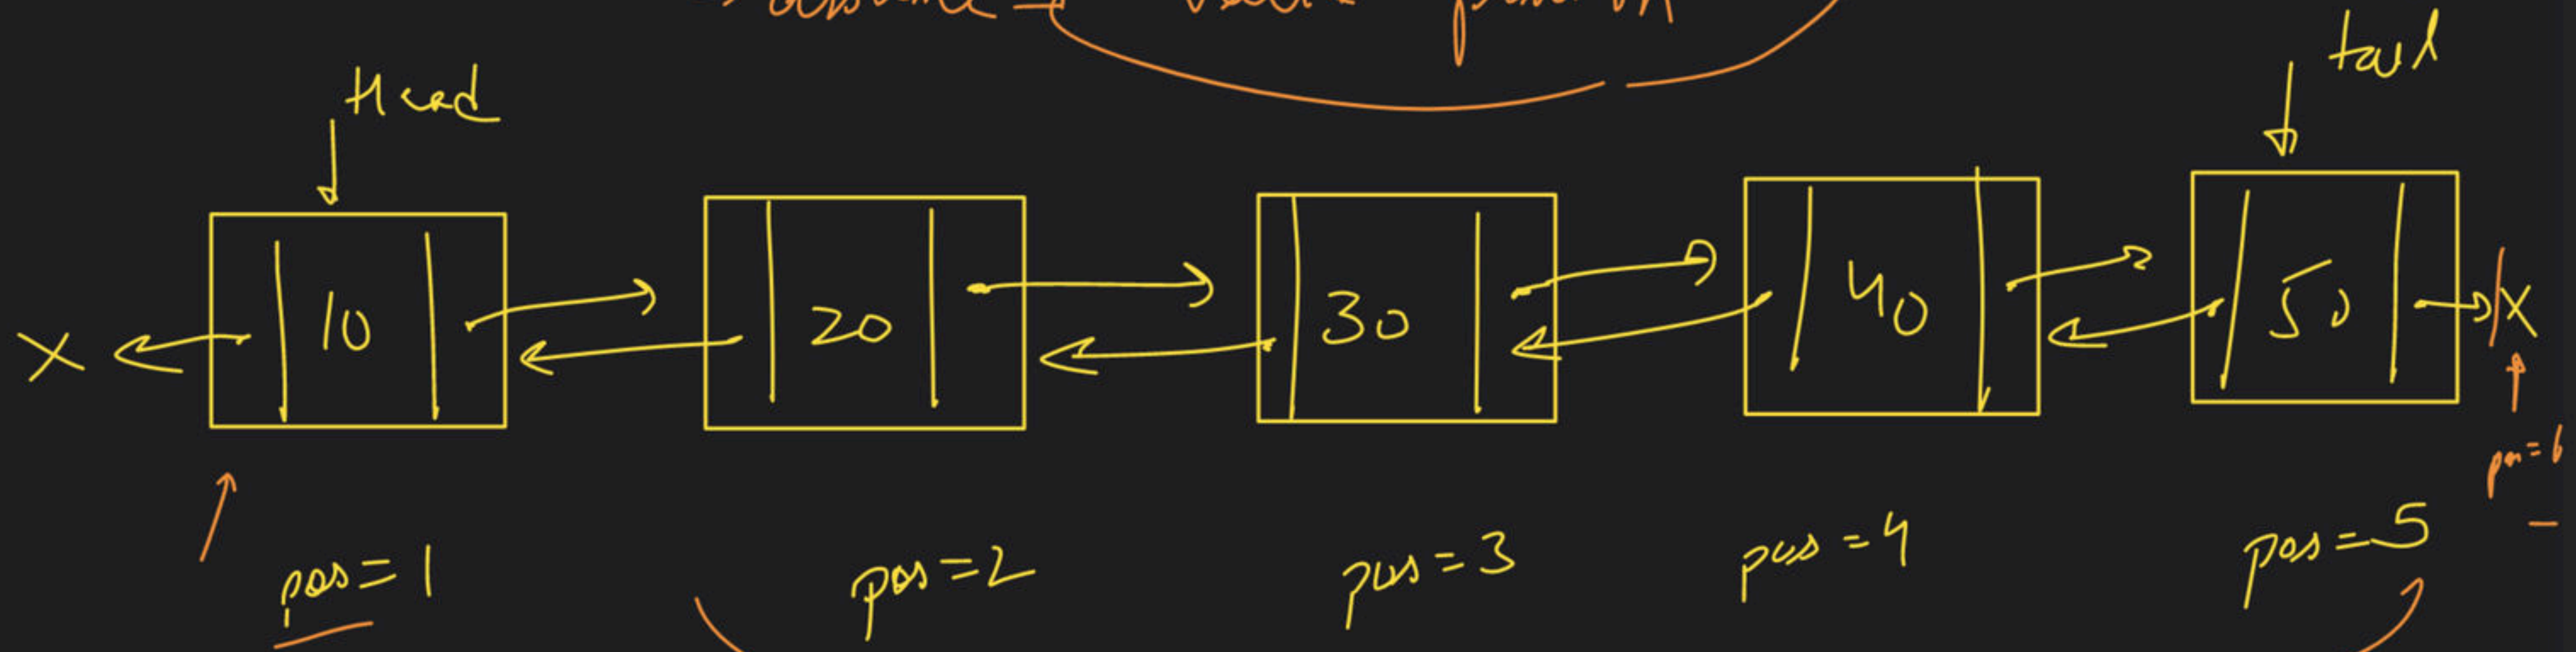 Head
tail
X 10 20 30 40 50 X
pos = 1 pos = 2 pos = 3 pos = 4 pos = 5 pos = 6